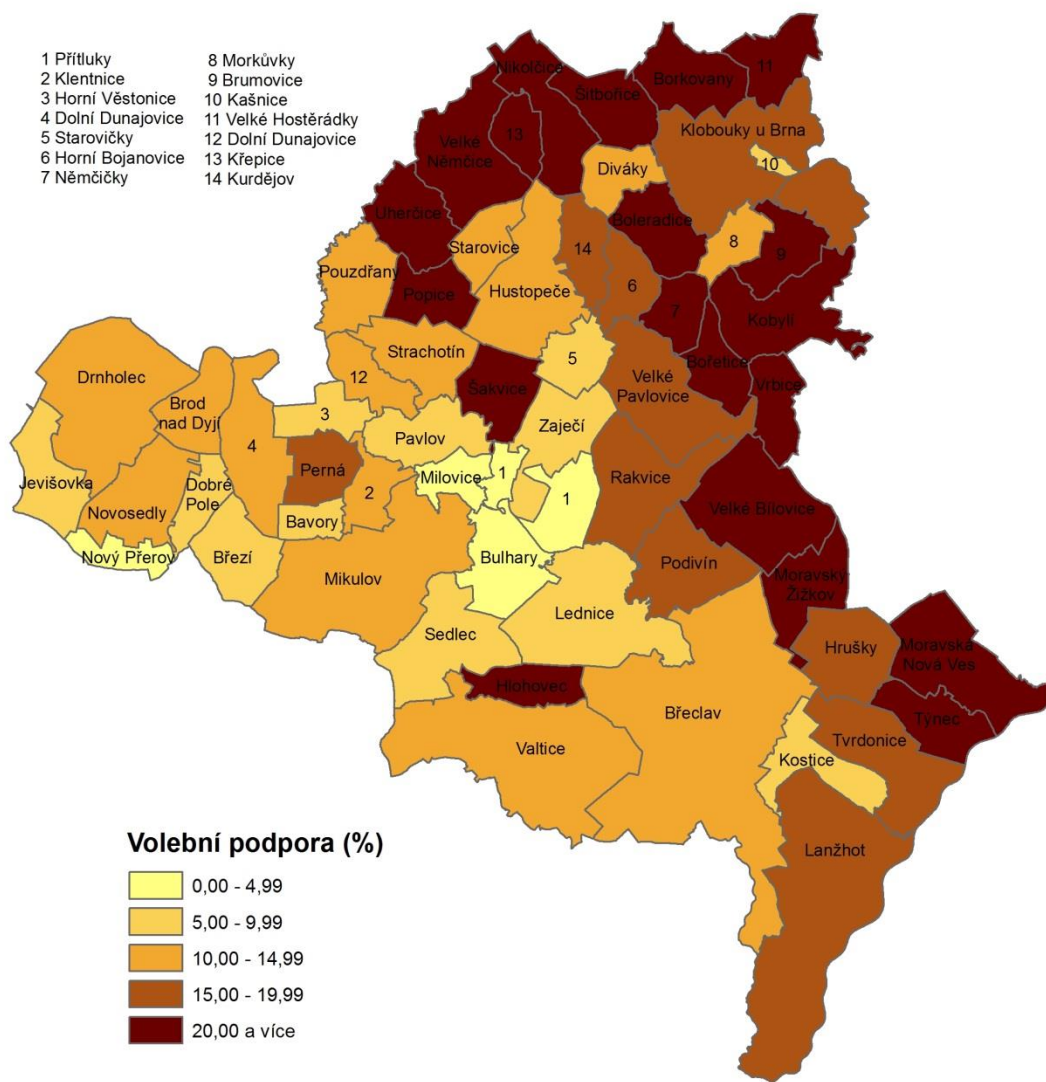 1 Přítluky
2 Klentnice
3 Horní Věstonice
4 Dolní Dunajovice
5 Starovičky
6 Horní Bojanovice
7 Němčičky
8 Morkůvky
9 Brumovice
10 Kašnice
11 Velké Hostěrádky
12 Dolní Dunajovice
13 Křepice
14 Kurdějov
Nikolčice
Šitbořice
Borkovany
11
Velké
Němčice
13
Klobouky u Brna
10
Diváky
Uherčice
Boleradice
Starovice
14
8
9
Pouzdřany
Popice
Hustopeče
6
7
Kobylí
Strachotín
5
Bořetice
Drnholec
12
Šakvice
Velké
Pavlovice
Vrbice
Brod
nad Dyjí
3
4
Pavlov
Zaječí
Jevišovka
Dobré
Pole
Perná
2
Milovice
1
1
Rakvice
Novosedly
Bavory
Velké Bílovice
Nový Přerov
Březí
Mikulov
Bulhary
Podivín
Moravský
Žižkov
Sedlec
Lednice
Hrušky
Moravská
Nová Ves
Hlohovec
Břeclav
Týnec
Valtice
Kostice
Tvrdonice
Lanžhot
Volební podpora (%)
0,00 - 4,99
5,00 - 9,99
10,00 - 14,99
15,00 - 19,99
20,00 a více